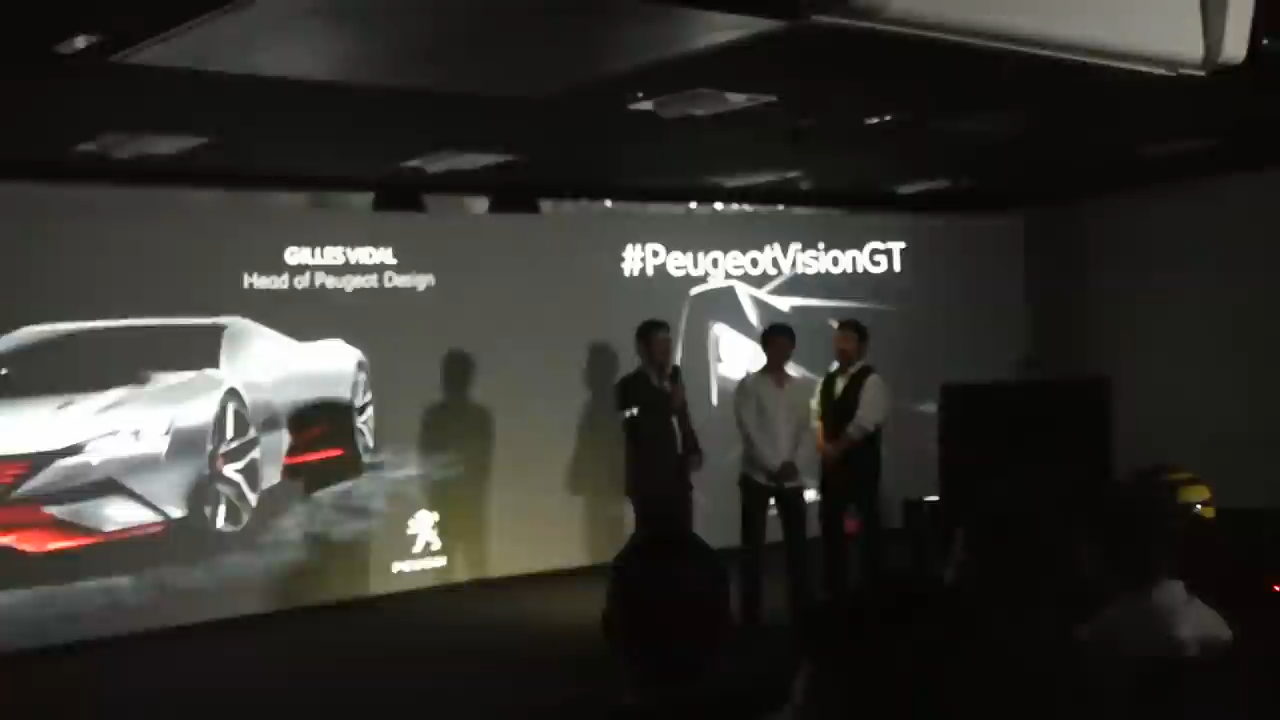 GILLES VIDAL
Head of Peugeot Design
#PeugeotVisionGT
PEUGEOT